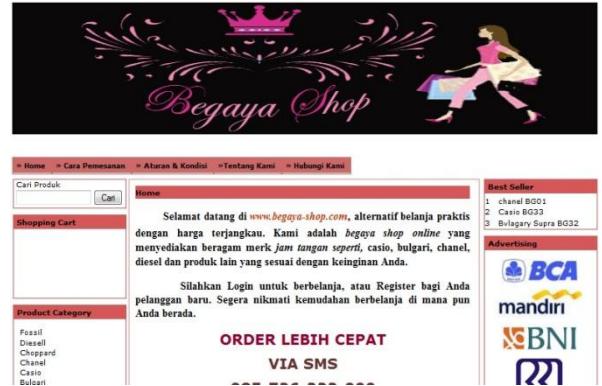 Begaya Shop
» Home » Cara Pemesanan » Aturan & Kondisi »Tentang Kami » Hubungi Kami
Cari Produk
Cari
Shopping Cart
Product Category
Fossil
Diesell
Choppard
Chanel
Casio
Bulgari
Home
Selamat datang di www.begaya-shop.com, alternatif belanja praktis
dengan harga terjangkau. Kami adalah begaya shop online yang
menyediakan beragam merk jam tangan seperti, casio, bulgari, chanel,
diesel dan produk lain yang sesuai dengan keinginan Anda.
Silahkan Login untuk berbelanja, atau Register bagi Anda
pelanggan baru. Segera nikmati kemudahan berbelanja di mana pun
Anda berada.
ORDER LEBIH CEPAT
VIA SMS
Best Seller
1 chanel BG01
2 Casio BG33
3 Bvlagary Supra BG32
Advertising
BCA
mandiri
BNI